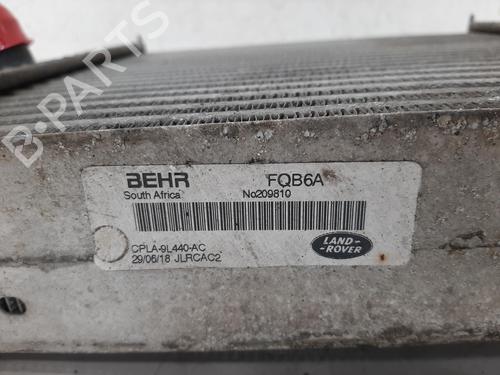 B-PARTS
BEHR FQB6A
South Africa No209810
CPLA-9L440-AC
29/06/18 JLRCAC2
LAND-
-ROVER